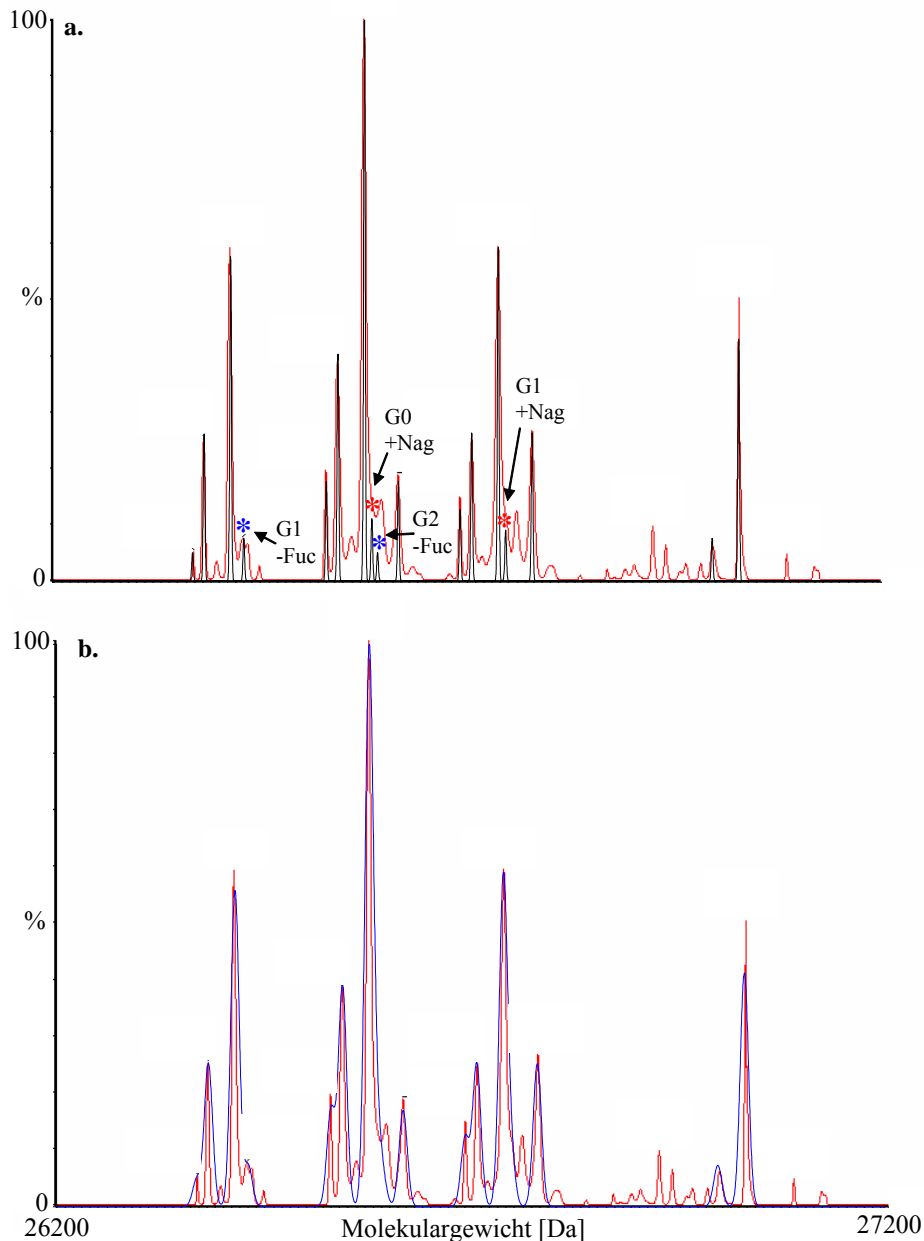 100
a.
%
G0
+Nag
G1
+Nag
G1
-Fuc
G2
-Fuc
0
100
b.
%
0
26200
Molekulargewicht [Da]
27200